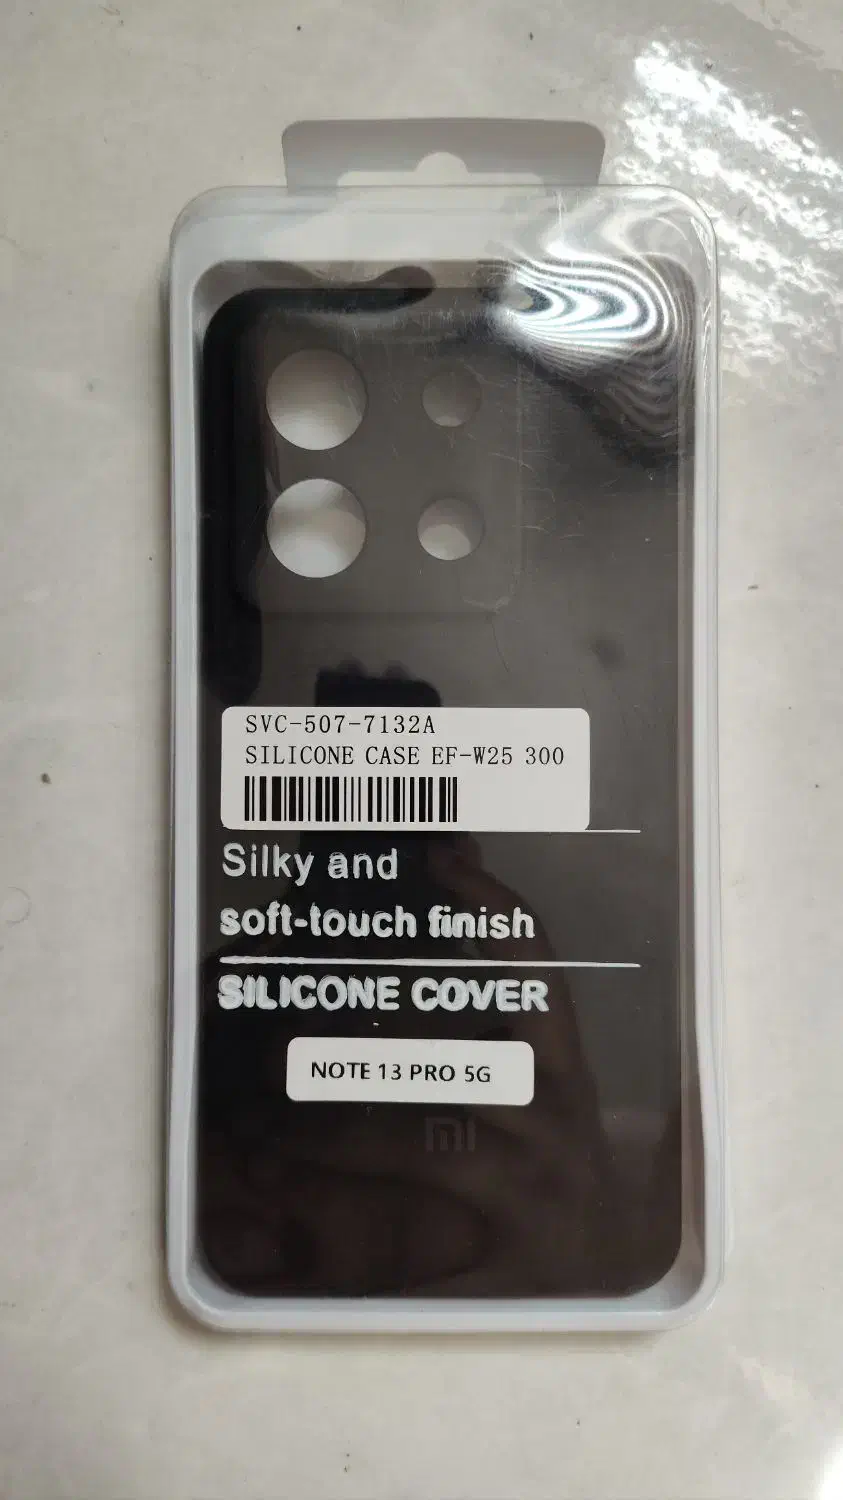 SVC-507-7132A
SILICONE CASE EF-W25 300
Silky and
soft-touch finish
SILICONE COVER
NOTE 13 PRO 5G
mi